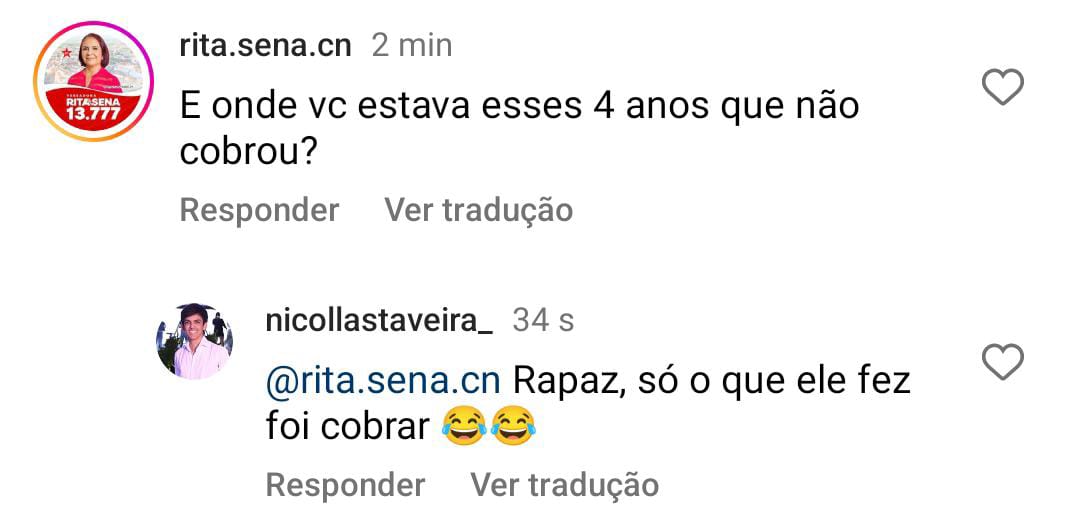 rita.sena.cn 2 min
E onde vc estava esses 4 anos que não
cobrou?
Responder Ver tradução
VEREADORA
RITA SENA
13.777
nicollastaveira_ 34 s
@rita.sena.cn Rapaz, só o que ele fez
foi cobrar 😂😂
Responder Ver tradução